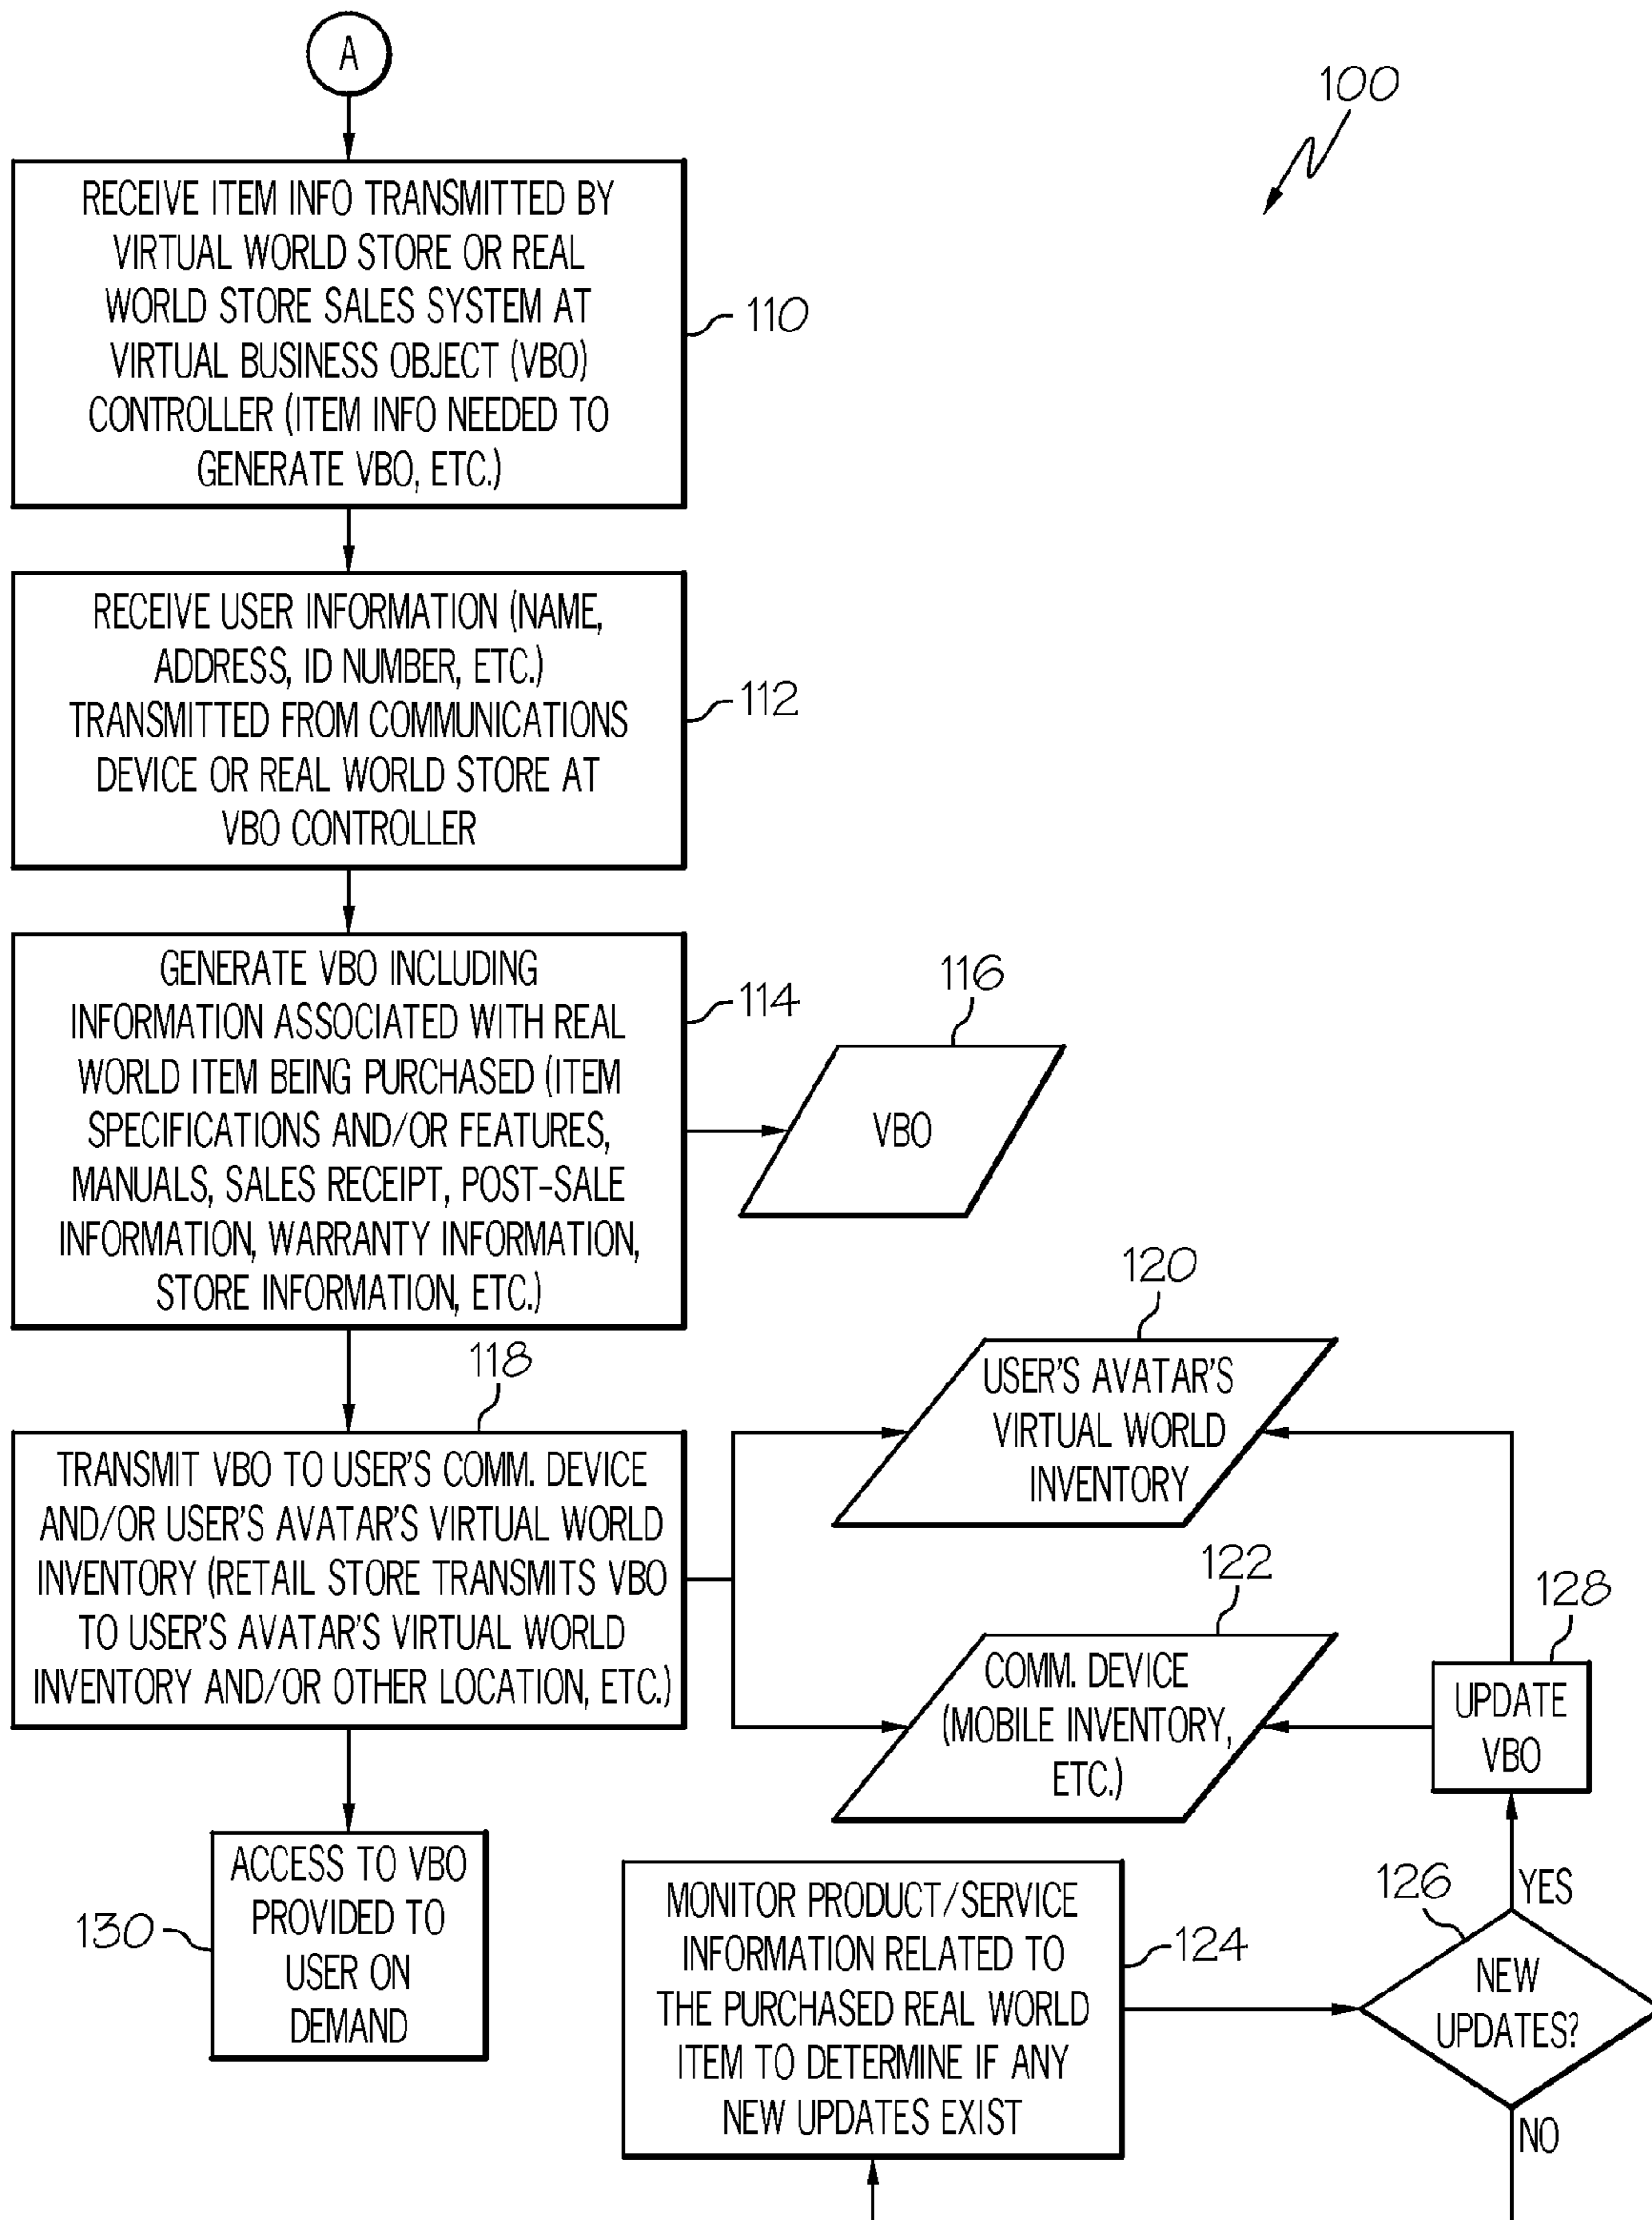 A
100
RECEIVE ITEM INFO TRANSMITTED BY
VIRTUAL WORLD STORE OR REAL
WORLD STORE SALES SYSTEM AT
VIRTUAL BUSINESS OBJECT (VBO)
CONTROLLER (ITEM INFO NEEDED TO
GENERATE VBO, ETC.)
110
RECEIVE USER INFORMATION (NAME,
ADDRESS, ID NUMBER, ETC.)
TRANSMITTED FROM COMMUNICATIONS
DEVICE OR REAL WORLD STORE AT
VBO CONTROLLER
112
GENERATE VBO INCLUDING
INFORMATION ASSOCIATED WITH REAL
WORLD ITEM BEING PURCHASED (ITEM
SPECIFICATIONS AND/OR FEATURES,
MANUALS, SALES RECEIPT, POST-SALE
INFORMATION, WARRANTY INFORMATION,
STORE INFORMATION, ETC.)
114
116
VBO
118
TRANSMIT VBO TO USER'S COMM. DEVICE
AND/OR USER'S AVATAR'S VIRTUAL WORLD
INVENTORY (RETAIL STORE TRANSMITS VBO
TO USER'S AVATAR'S VIRTUAL WORLD
INVENTORY AND/OR OTHER LOCATION, ETC.)
120
USER'S AVATAR'S
VIRTUAL WORLD
INVENTORY
122
COMM. DEVICE
(MOBILE INVENTORY,
ETC.)
128
UPDATE
VBO
ACCESS TO VBO
PROVIDED TO
USER ON
DEMAND
130
MONITOR PRODUCT/SERVICE
INFORMATION RELATED TO
THE PURCHASED REAL WORLD
ITEM TO DETERMINE IF ANY
NEW UPDATES EXIST
124
126
YES
NEW
UPDATES?
NO